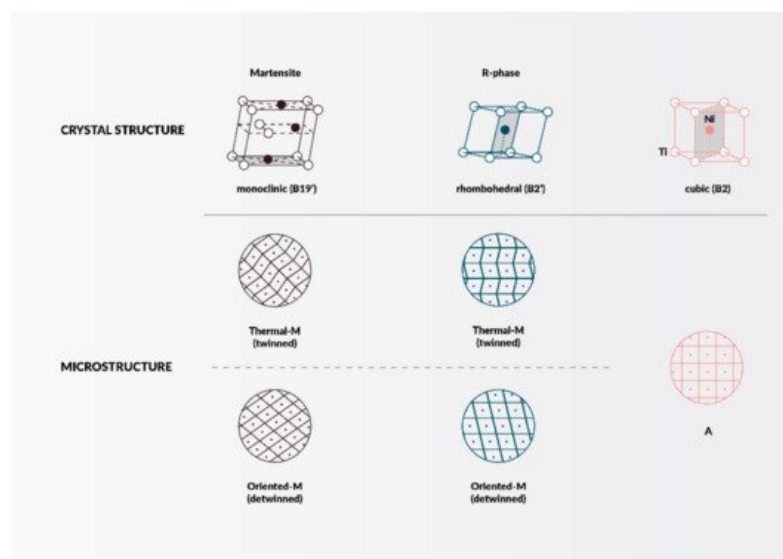 Martensite
R-phase
CRYSTAL STRUCTURE
Ni
Ti
monoclinic (B19')
rhombohedral (B2')
cubic (B2)
Thermal-M
(twinned)
Thermal-M
(twinned)
MICROSTRUCTURE
A
Oriented-M
(detwinned)
Oriented-M
(detwinned)